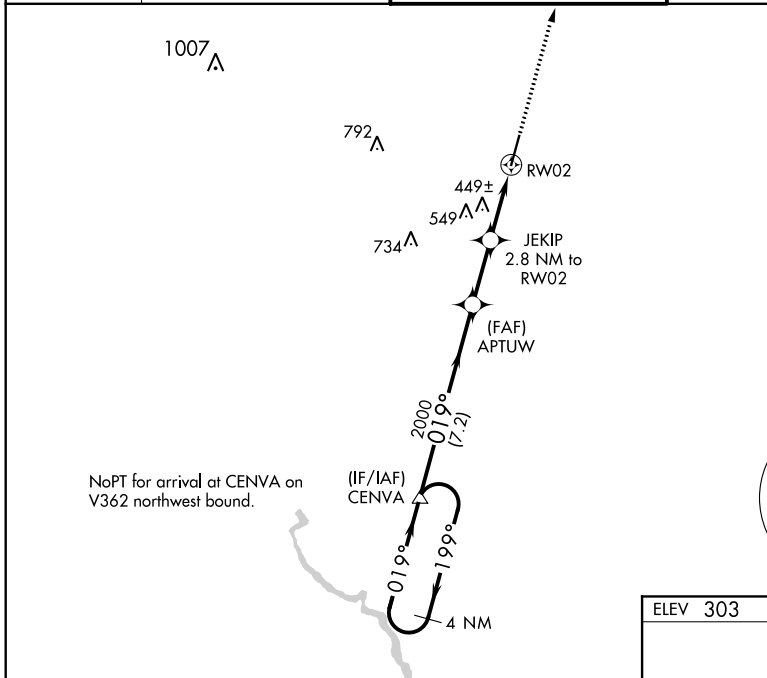 1007
792
RW02
449±
549
734
JEKIP
2.8 NM to
RW02
(FAF)
APTUW
2000
019°
(7.2)
NoPT for arrival at CENVA on
V362 northwest bound.
(IF/IAF)
CENVA
019°
199°
4 NM
ELEV 303